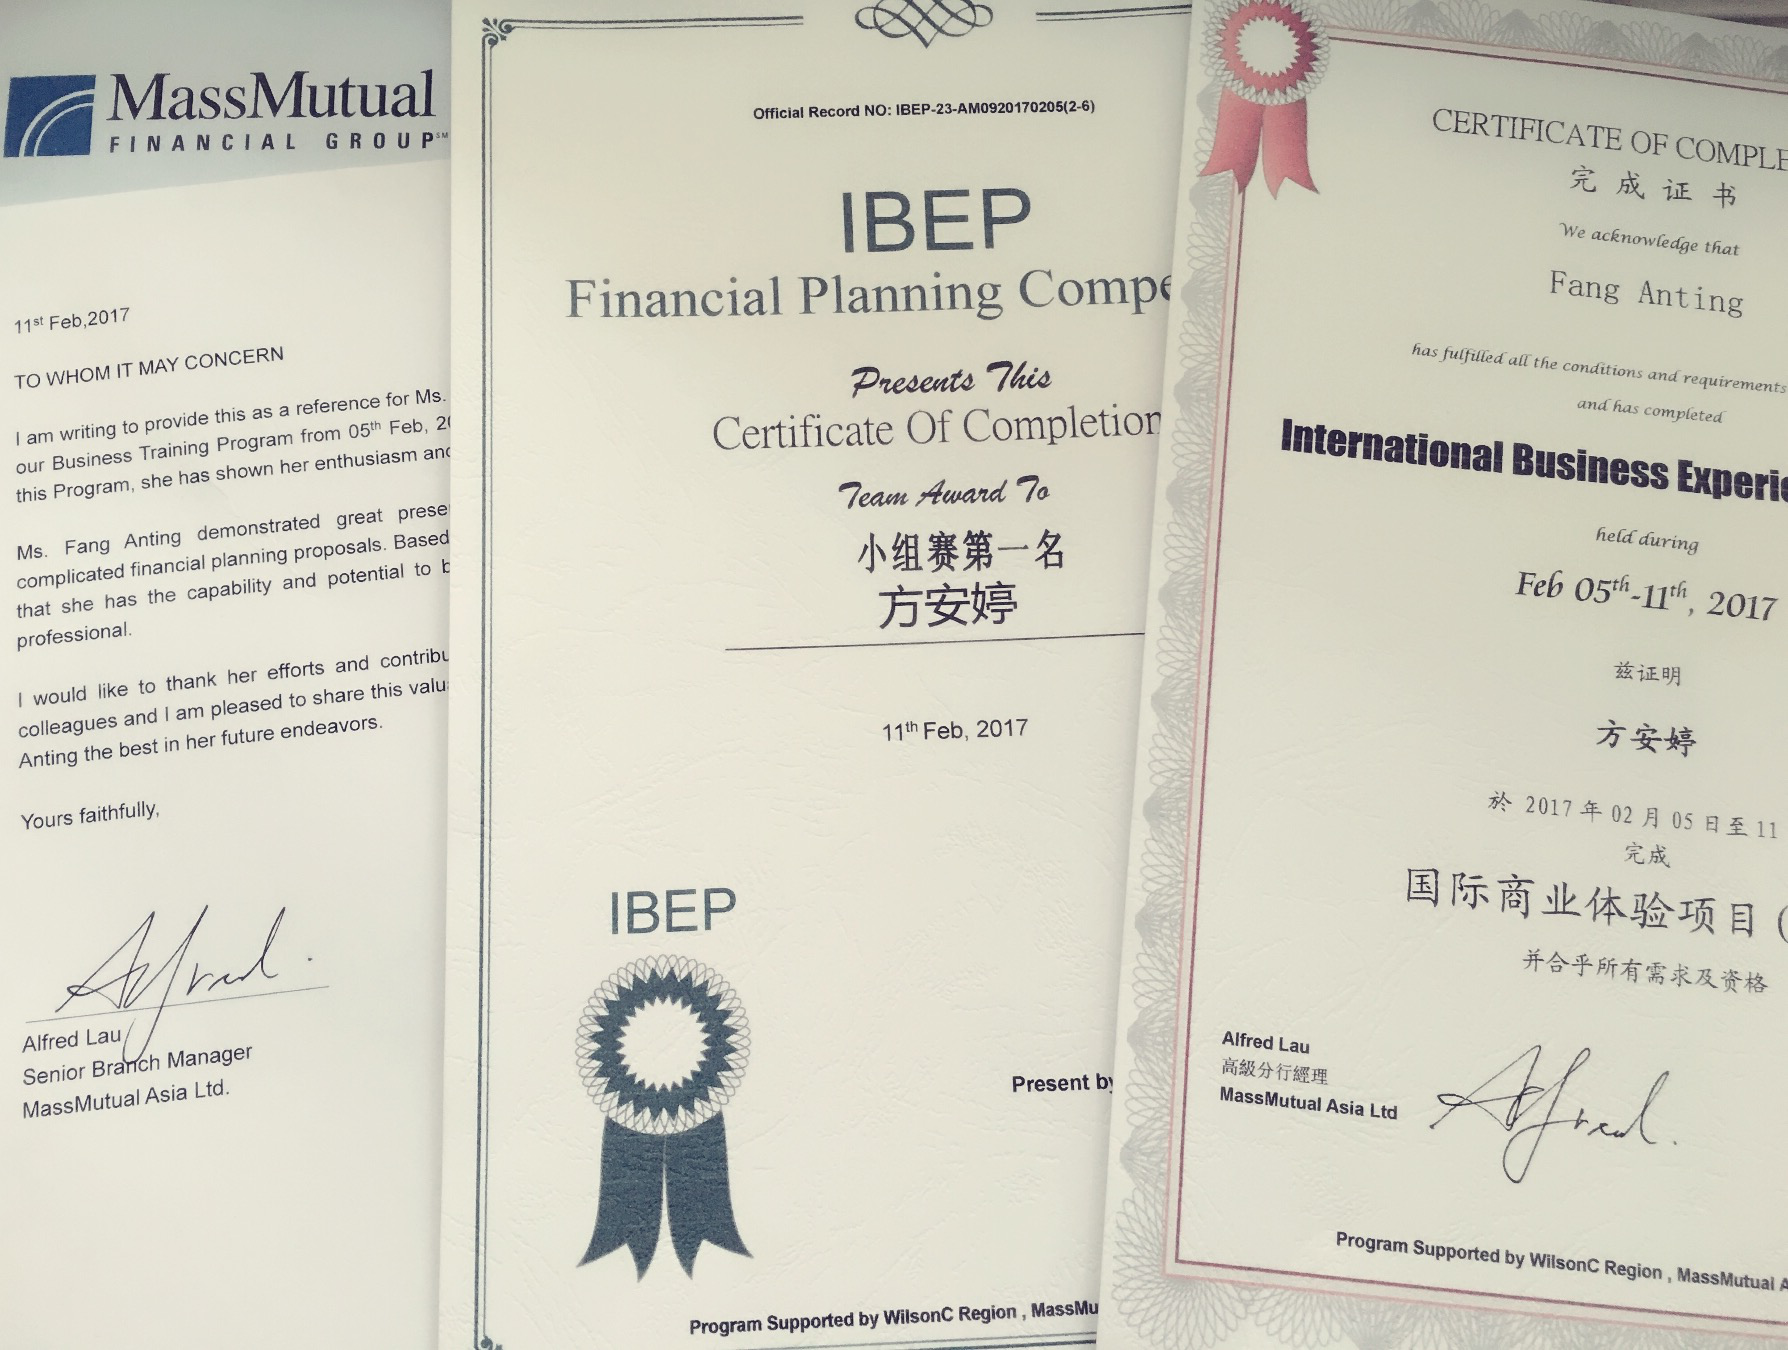 MassMutual
FINANCIAL GROUP℠
11st Feb,2017
TO WHOM IT MAY CONCERN
I am writing to provide this as a reference for Ms.
our Business Training Program from 05th Feb,
this Program, she has shown her enthusiasm
Ms. Fang Anting demonstrated great
complicated financial planning proposals. Based
that she has the capability and potential to
professional.
I would like to thank her efforts and
colleagues and I am pleased to share this
Anting the best in her future endeavors.
Yours faithfully,
Alfred.
Alfred Lau
Senior Branch Manager
MassMutual Asia Ltd.
Official Record NO: IBEP-23-AM0920170205(2-6)
IBEP
Financial Planning
Presents This
Certificate Of Completion
Team Award To
小组赛第一名
方安婷
11th Feb, 2017
IBEP
Present by
Program Supported by WilsonC Region ,
CERTIFICATE OF
完成证书
We acknowledge that
Fang Anting
has fulfilled all the conditions and requirements
and has completed
International Business
held during
Feb 05th-11th, 2017
兹证明
方安婷
於 2017 年 02 月 05 日至 11
完成
国际商业体验项目（
并合乎所有需求及资格
Alfred Lau
高級分行經理
MassMutual Asia Ltd
Alfred.
Program Supported by WilsonC Region , MassMutual